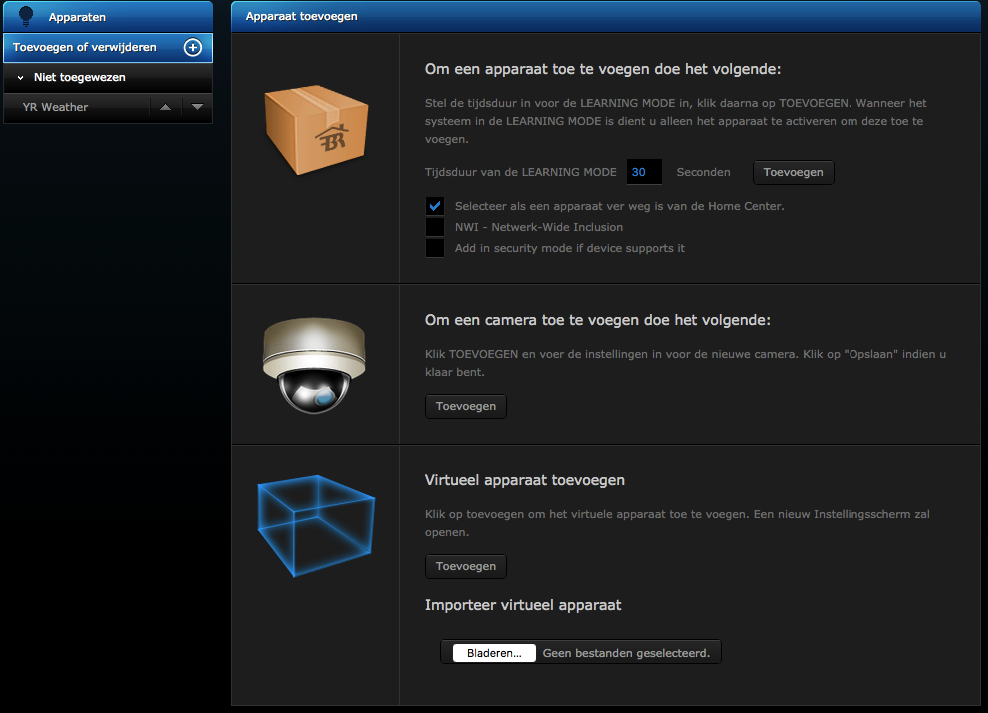 Apparaten
Toevoegen of verwijderen
Niet toegewezen
YR Weather
Apparaat toevoegen
Om een apparaat toe te voegen doe het volgende:
Stel de tijdsduur in voor de LEARNING MODE in, klik daarna op TOEVOEGEN. Wanneer het
systeem in de LEARNING MODE is dient u alleen het apparaat te activeren om deze toe te
voegen.
Tijdsduur van de LEARNING MODE 30 Seconden Toevoegen
Selecteer als een apparaat ver weg is van de Home Center.
NWI - Netwerk-Wide Inclusion
Add in security mode if device supports it
Om een camera toe te voegen doe het volgende:
Klik TOEVOEGEN en voer de instellingen in voor de nieuwe camera. Klik op "Opslaan" indien u
klaar bent.
Toevoegen
Virtueel apparaat toevoegen
Klik op toevoegen om het virtuele apparaat toe te voegen. Een nieuw Instellingsscherm zal
openen.
Toevoegen
Importeer virtueel apparaat
Bladeren... Geen bestanden geselecteerd.